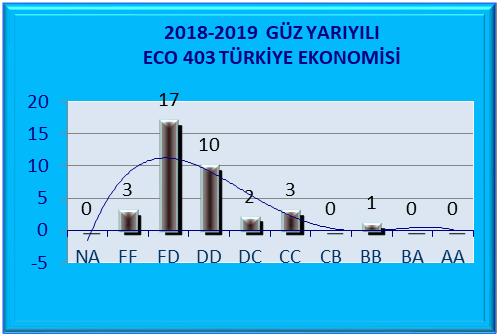 2018-2019 GÜZ YARIYILI
ECO 403 TÜRKİYE EKONOMİSİ
20
15
10
5
0
-5
0 3 17 10 2 3 0 1 0 0
NA FF FD DD DC CC CB BB BA AA